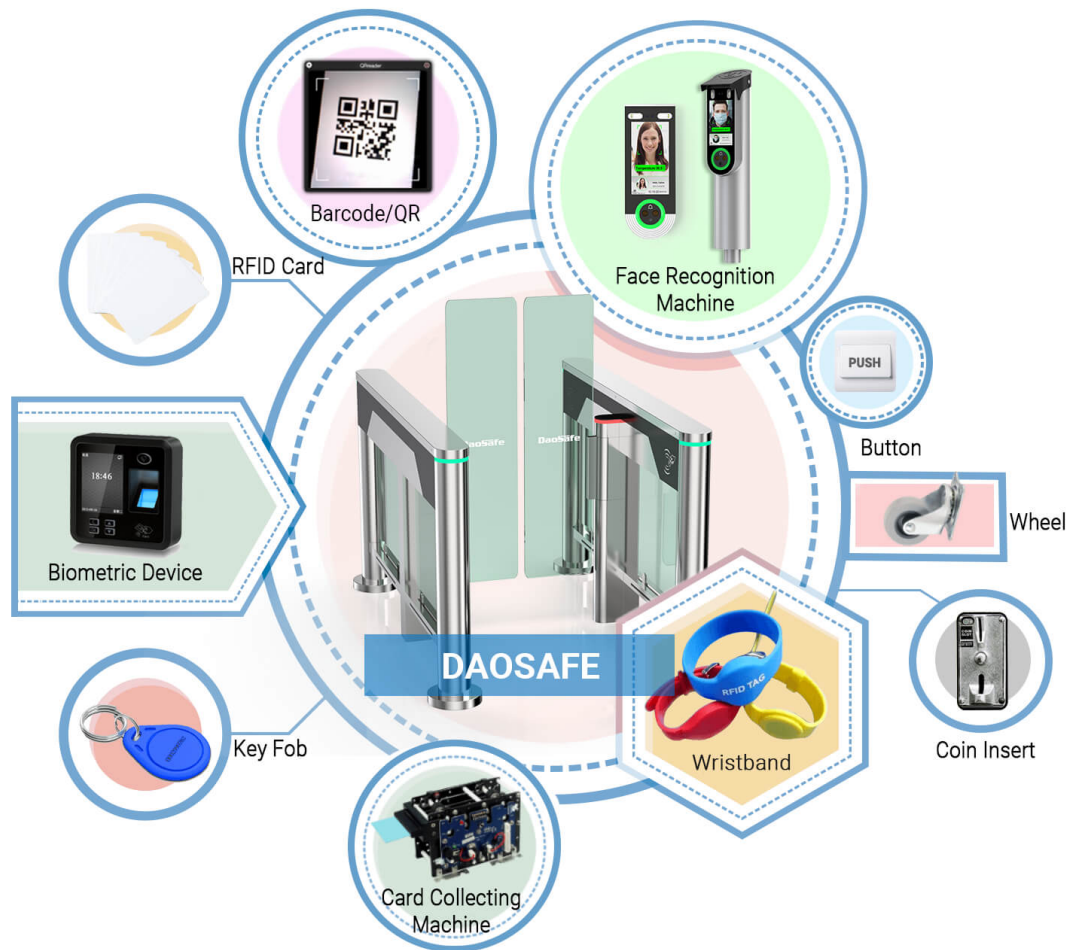 QReader
Barcode/QR
Face Recognition
Machine
RFID Card
PUSH
Button
DaoSafe
DaoSafe
18:46
Biometric Device
Wheel
DAOSAFE
RFID TAG
Wristband
Key Fob
Coin Insert
Card Collecting
Machine